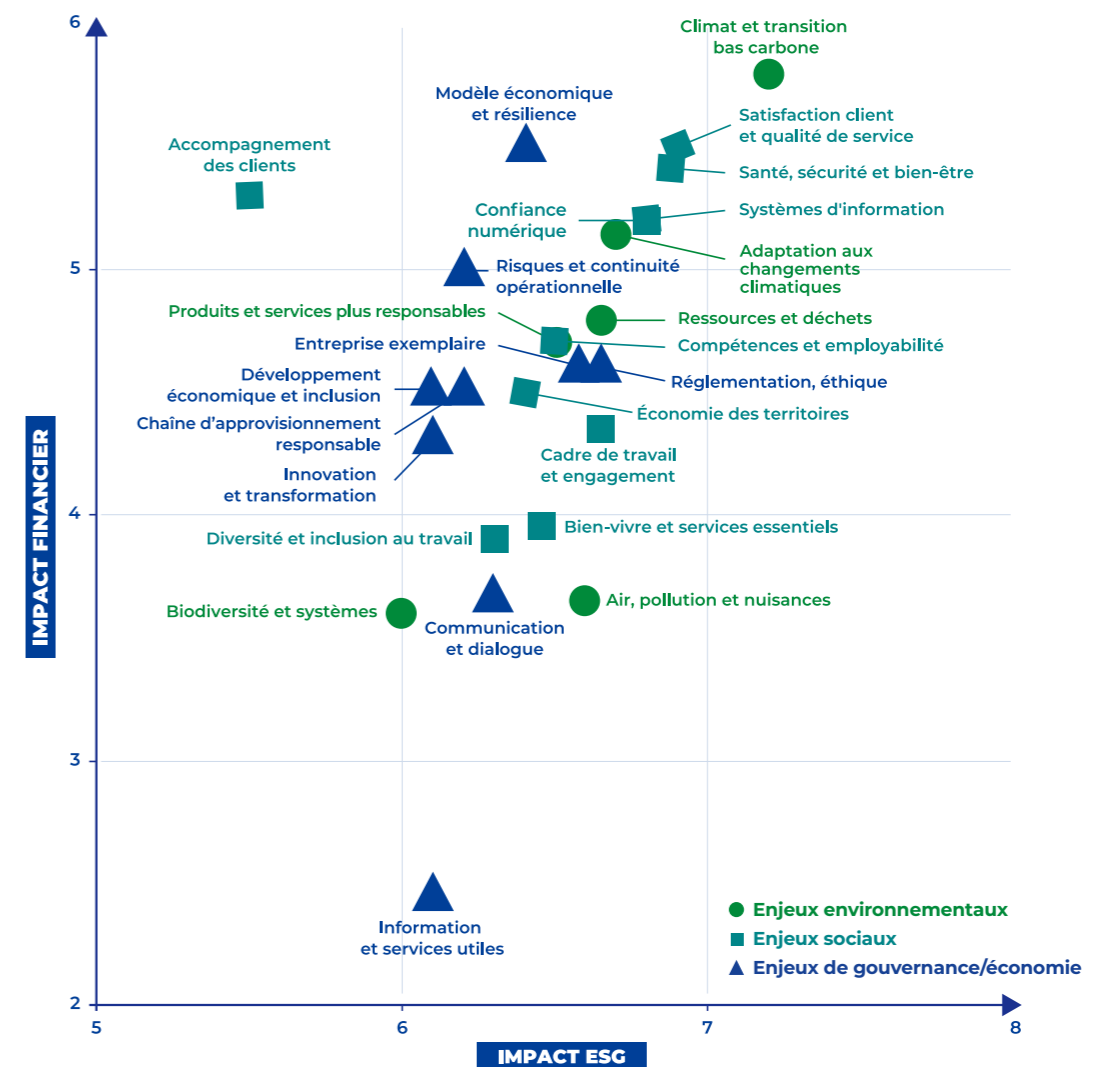 6
Climat et transition
bas carbone
Modèle économique
et résilience
Satisfaction client
et qualité de service
Accompagnement
des clients
Santé, sécurité et bien-être
Confiance
numérique
Systèmes d'information
Adaptation aux
changements
climatiques
5
Risques et continuité
opérationnelle
Produits et services plus responsables
Ressources et déchets
Entreprise exemplaire
Compétences et employabilité
Développement
économique et inclusion
Réglementation, éthique
Chaîne d’approvisionnement
responsable
Économie des territoires
Cadre de travail
et engagement
Innovation
et transformation
4
Diversité et inclusion au travail
Bien-vivre et services essentiels
IMPACT FINANCIER
Biodiversité et systèmes
Air, pollution et nuisances
Communication
et dialogue
3
Information
et services utiles
Enjeux environnementaux
Enjeux sociaux
Enjeux de gouvernance/économie
2
5
6
7
8
IMPACT ESG